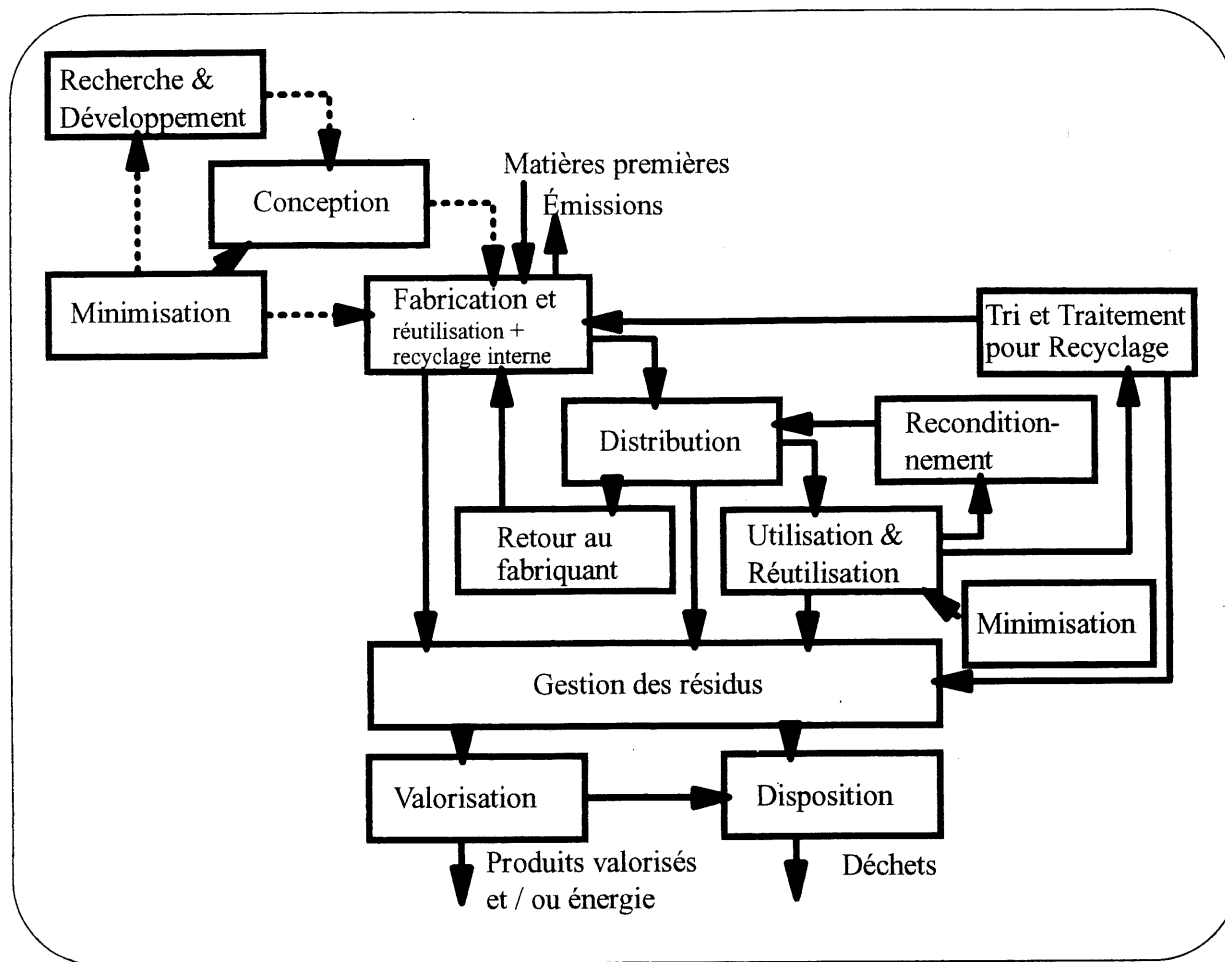 Recherche &
Développement
Conception
Matières premières
Émissions
Minimisation
Fabrication et
réutilisation +
recyclage interne
Tri et Traitement
pour Recyclage
Distribution
Recondition-
nement
Retour au
fabriquant
Utilisation &
Réutilisation
Minimisation
Gestion des résidus
Valorisation
Disposition
Produits valorisés
et / ou énergie
Déchets